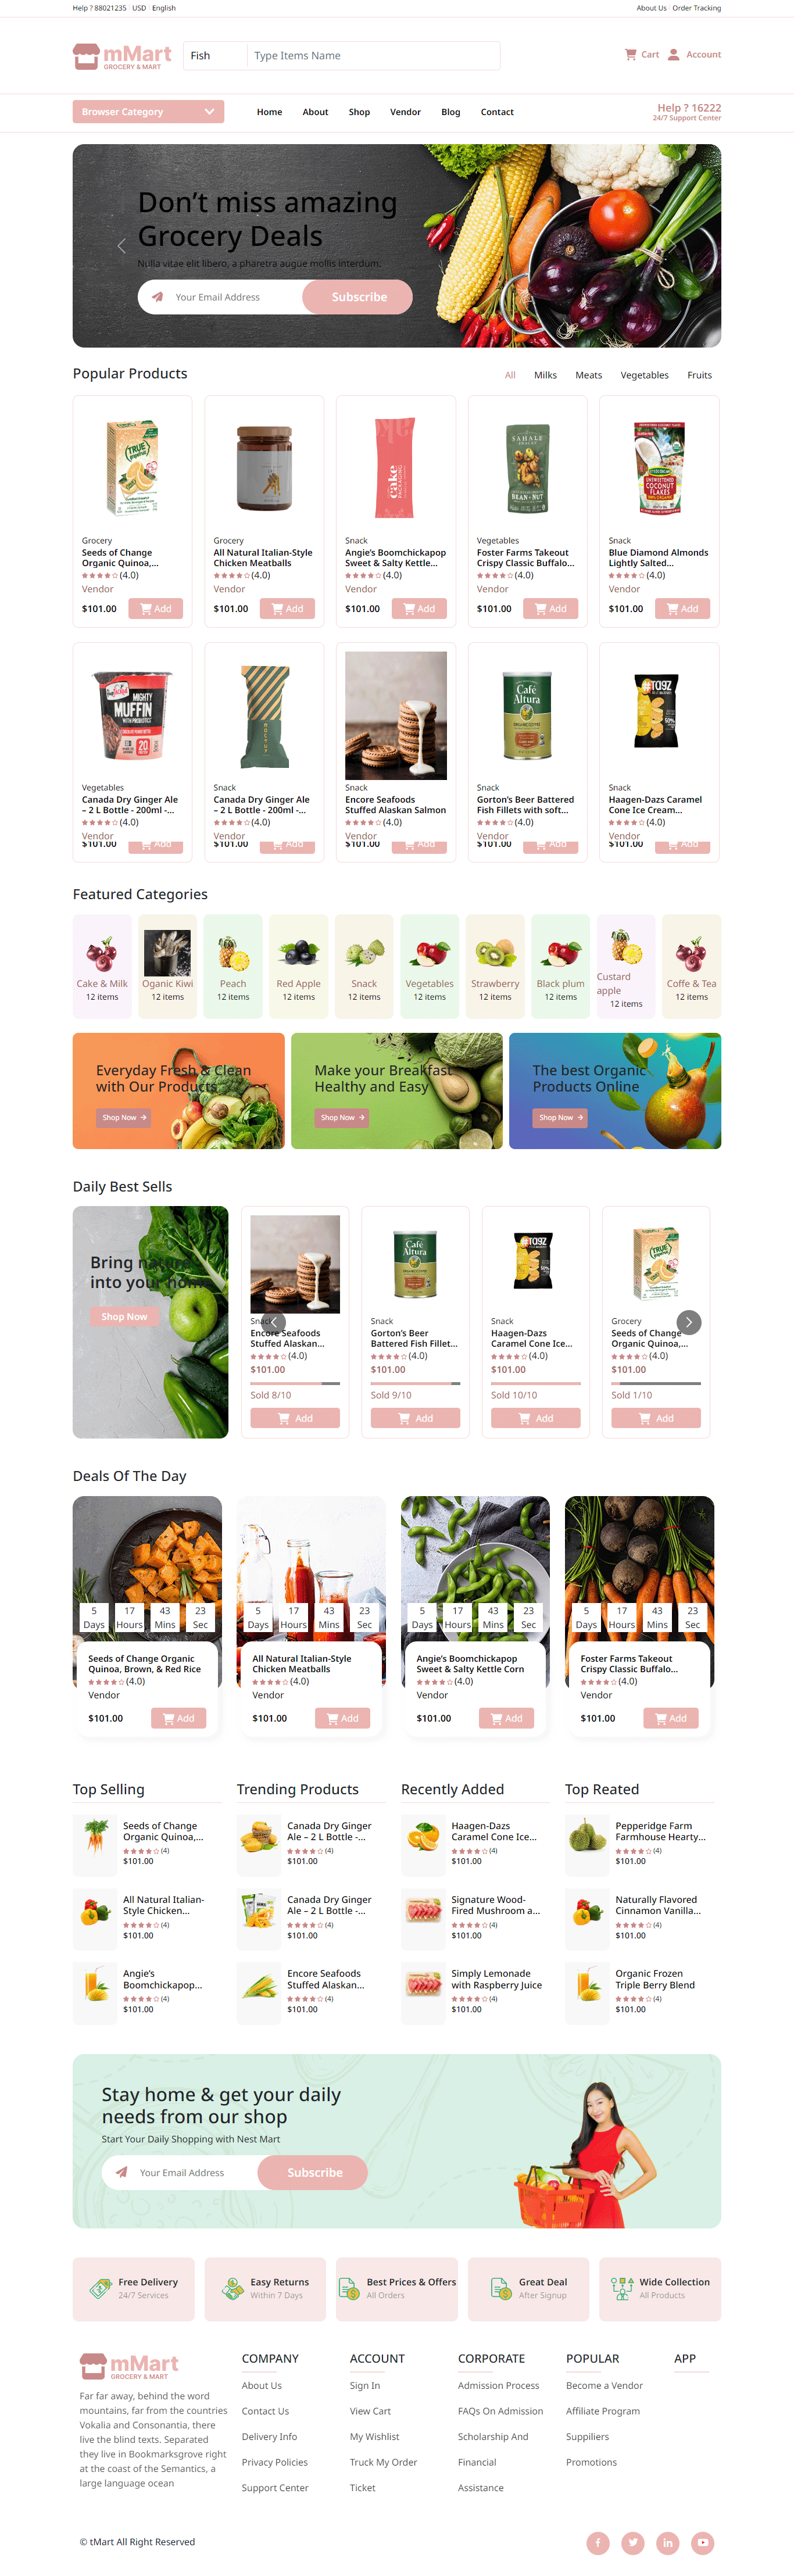 Help ? 88021235 USD English
About Us Order Tracking
mMart
GROCERY & MART
Fish
Type Items Name
Cart
Account
Browser Category
Home
About
Shop
Vendor
Blog
Contact
Help ? 16222
24/7 Support Center
Don't miss amazing
Grocery Deals
Nulla vitae elit libero, a pharetra augue mollis interdum.
Your Email Address
Subscribe
Popular Products
All
Milks
Meats
Vegetables
Fruits
TRUE
cake
PACKAGING
SAHALE
SNACKS
BEAN + NUT
UNSWEETENED
COCONUT
FLAKES
Grocery
Seeds of Change
Organic Quinoa,...
(4.0)
Vendor
$101.00
Add
Grocery
All Natural Italian-Style
Chicken Meatballs
(4.0)
Vendor
$101.00
Add
Snack
Angie's Boomchickapop
Sweet & Salty Kettle...
(4.0)
Vendor
$101.00
Add
Vegetables
Foster Farms Takeout
Crispy Classic Buffalo...
(4.0)
Vendor
$101.00
Add
Snack
Blue Diamond Almonds
Lightly Salted...
(4.0)
Vendor
$101.00
Add
MIGHTY
MUFFIN
WITH PROBIOTICS
20
Café
Altura
#TAGZ
50%
Vegetables
Canada Dry Ginger Ale
– 2 L Bottle - 200ml -...
(4.0)
Vendor
$101.00
Add
Snack
Canada Dry Ginger Ale
– 2 L Bottle - 200ml -...
(4.0)
Vendor
$101.00
Add
Snack
Encore Seafoods
Stuffed Alaskan Salmon
(4.0)
Vendor
$101.00
Add
Snack
Gorton's Beer Battered
Fish Fillets with soft...
(4.0)
Vendor
$101.00
Add
Snack
Haagen-Dazs Caramel
Cone Ice Cream...
(4.0)
Vendor
$101.00
Add
Featured Categories
Cake & Milk
12 items
Oganic Kiwi
12 items
Peach
12 items
Red Apple
12 items
Snack
12 items
Vegetables
12 items
Strawberry
12 items
Black plum
12 items
Custard
apple
12 items
Coffe & Tea
12 items
Everyday Fresh & Clean
with Our Products
Shop Now
Make your Breakfast
Healthy and Easy
Shop Now
The best Organic
Products Online
Shop Now
Daily Best Sells
Bring nature
into your home
Shop Now
Café
Altura
#TAGZ
TRUE
Snack
Encore Seafoods
Stuffed Alaskan...
(4.0)
$101.00
Sold 8/10
Add
Snack
Gorton's Beer
Battered Fish Fillet...
(4.0)
$101.00
Sold 9/10
Add
Snack
Haagen-Dazs
Caramel Cone Ice...
(4.0)
$101.00
Sold 10/10
Add
Grocery
Seeds of Change
Organic Quinoa,...
(4.0)
$101.00
Sold 1/10
Add
Deals Of The Day
5 17 43 23
Days Hours Mins Sec
Seeds of Change Organic
Quinoa, Brown, & Red Rice
(4.0)
Vendor
$101.00
Add
5 17 43 23
Days Hours Mins Sec
All Natural Italian-Style
Chicken Meatballs
(4.0)
Vendor
$101.00
Add
5 17 43 23
Days Hours Mins Sec
Angie's Boomchickapop
Sweet & Salty Kettle Corn
(4.0)
Vendor
$101.00
Add
5 17 43 23
Days Hours Mins Sec
Foster Farms Takeout
Crispy Classic Buffalo...
(4.0)
Vendor
$101.00
Add
Top Selling
Seeds of Change
Organic Quinoa,...
(4)
$101.00
All Natural Italian-
Style Chicken...
(4)
$101.00
Angie's
Boomchickapop...
(4)
$101.00
Trending Products
Canada Dry Ginger
Ale – 2 L Bottle -...
(4)
$101.00
Canada Dry Ginger
Ale – 2 L Bottle -...
(4)
$101.00
Encore Seafoods
Stuffed Alaskan...
(4)
$101.00
Recently Added
Haagen-Dazs
Caramel Cone Ice...
(4)
$101.00
Signature Wood-
Fired Mushroom a...
(4)
$101.00
Simply Lemonade
with Raspberry Juice
(4)
$101.00
Top Reated
Pepperidge Farm
Farmhouse Hearty...
(4)
$101.00
Naturally Flavored
Cinnamon Vanilla...
(4)
$101.00
Organic Frozen
Triple Berry Blend
(4)
$101.00
Stay home & get your daily
needs from our shop
Start Your Daily Shopping with Nest Mart
Your Email Address
Subscribe
Free Delivery
24/7 Services
Easy Returns
Within 7 Days
Best Prices & Offers
All Orders
Great Deal
After Signup
Wide Collection
All Products
mMart
GROCERY & MART
Far far away, behind the word
mountains, far from the countries
Vokalia and Consonantia, there
live the blind texts. Separated
they live in Bookmarksgrove right
at the coast of the Semantics, a
large language ocean
COMPANY
About Us
Contact Us
Delivery Info
Privacy Policies
Support Center
ACCOUNT
Sign In
View Cart
My Wishlist
Truck My Order
Ticket
CORPORATE
Admission Process
FAQs On Admission
Scholarship And
Financial
Assistance
POPULAR
Become a Vendor
Affiliate Program
Suppiliers
Promotions
APP
© tMart All Right Reserved